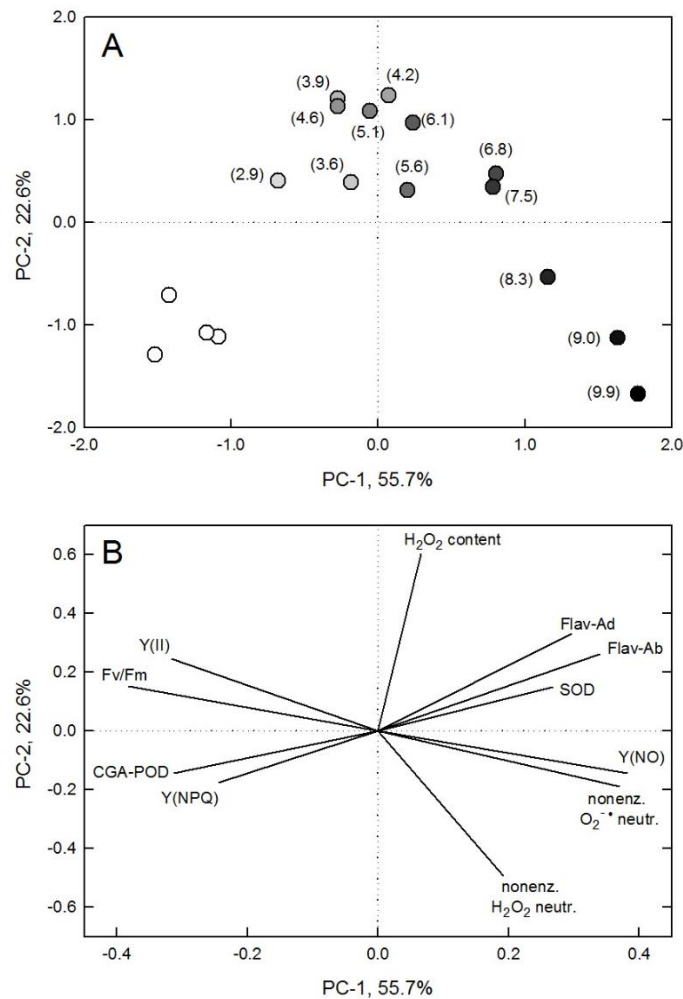 A
2.0
1.0
0.0
-1.0
-2.0
PC-2, 22.6%
(3.9)
(4.2)
(4.6)
(5.1)
(6.1)
(2.9)
(3.6)
(5.6)
(6.8)
(7.5)
(8.3)
(9.0)
(9.9)
-2.0 -1.0 0.0 1.0 2.0
PC-1, 55.7%
B
0.6
0.4
0.2
0.0
-0.2
-0.4
-0.6
PC-2, 22.6%
H₂O₂ content
Flav-Ad
Y(II)
Flav-Ab
Fv/Fm
SOD
CGA-POD
Y(NO)
Y(NPQ)
nonenz.
O₂⁻• neutr.
nonenz.
H₂O₂ neutr.
-0.4 -0.2 0.0 0.2 0.4
PC-1, 55.7%